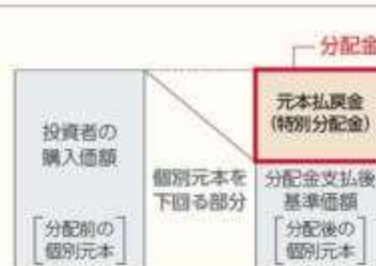 分配金
元本払戻金
(特別分配金)
投資者の
購入価額
個別元本を
下回る部分
分配金支払後
基準価額
分配前の
個別元本
分配後の
個別元本